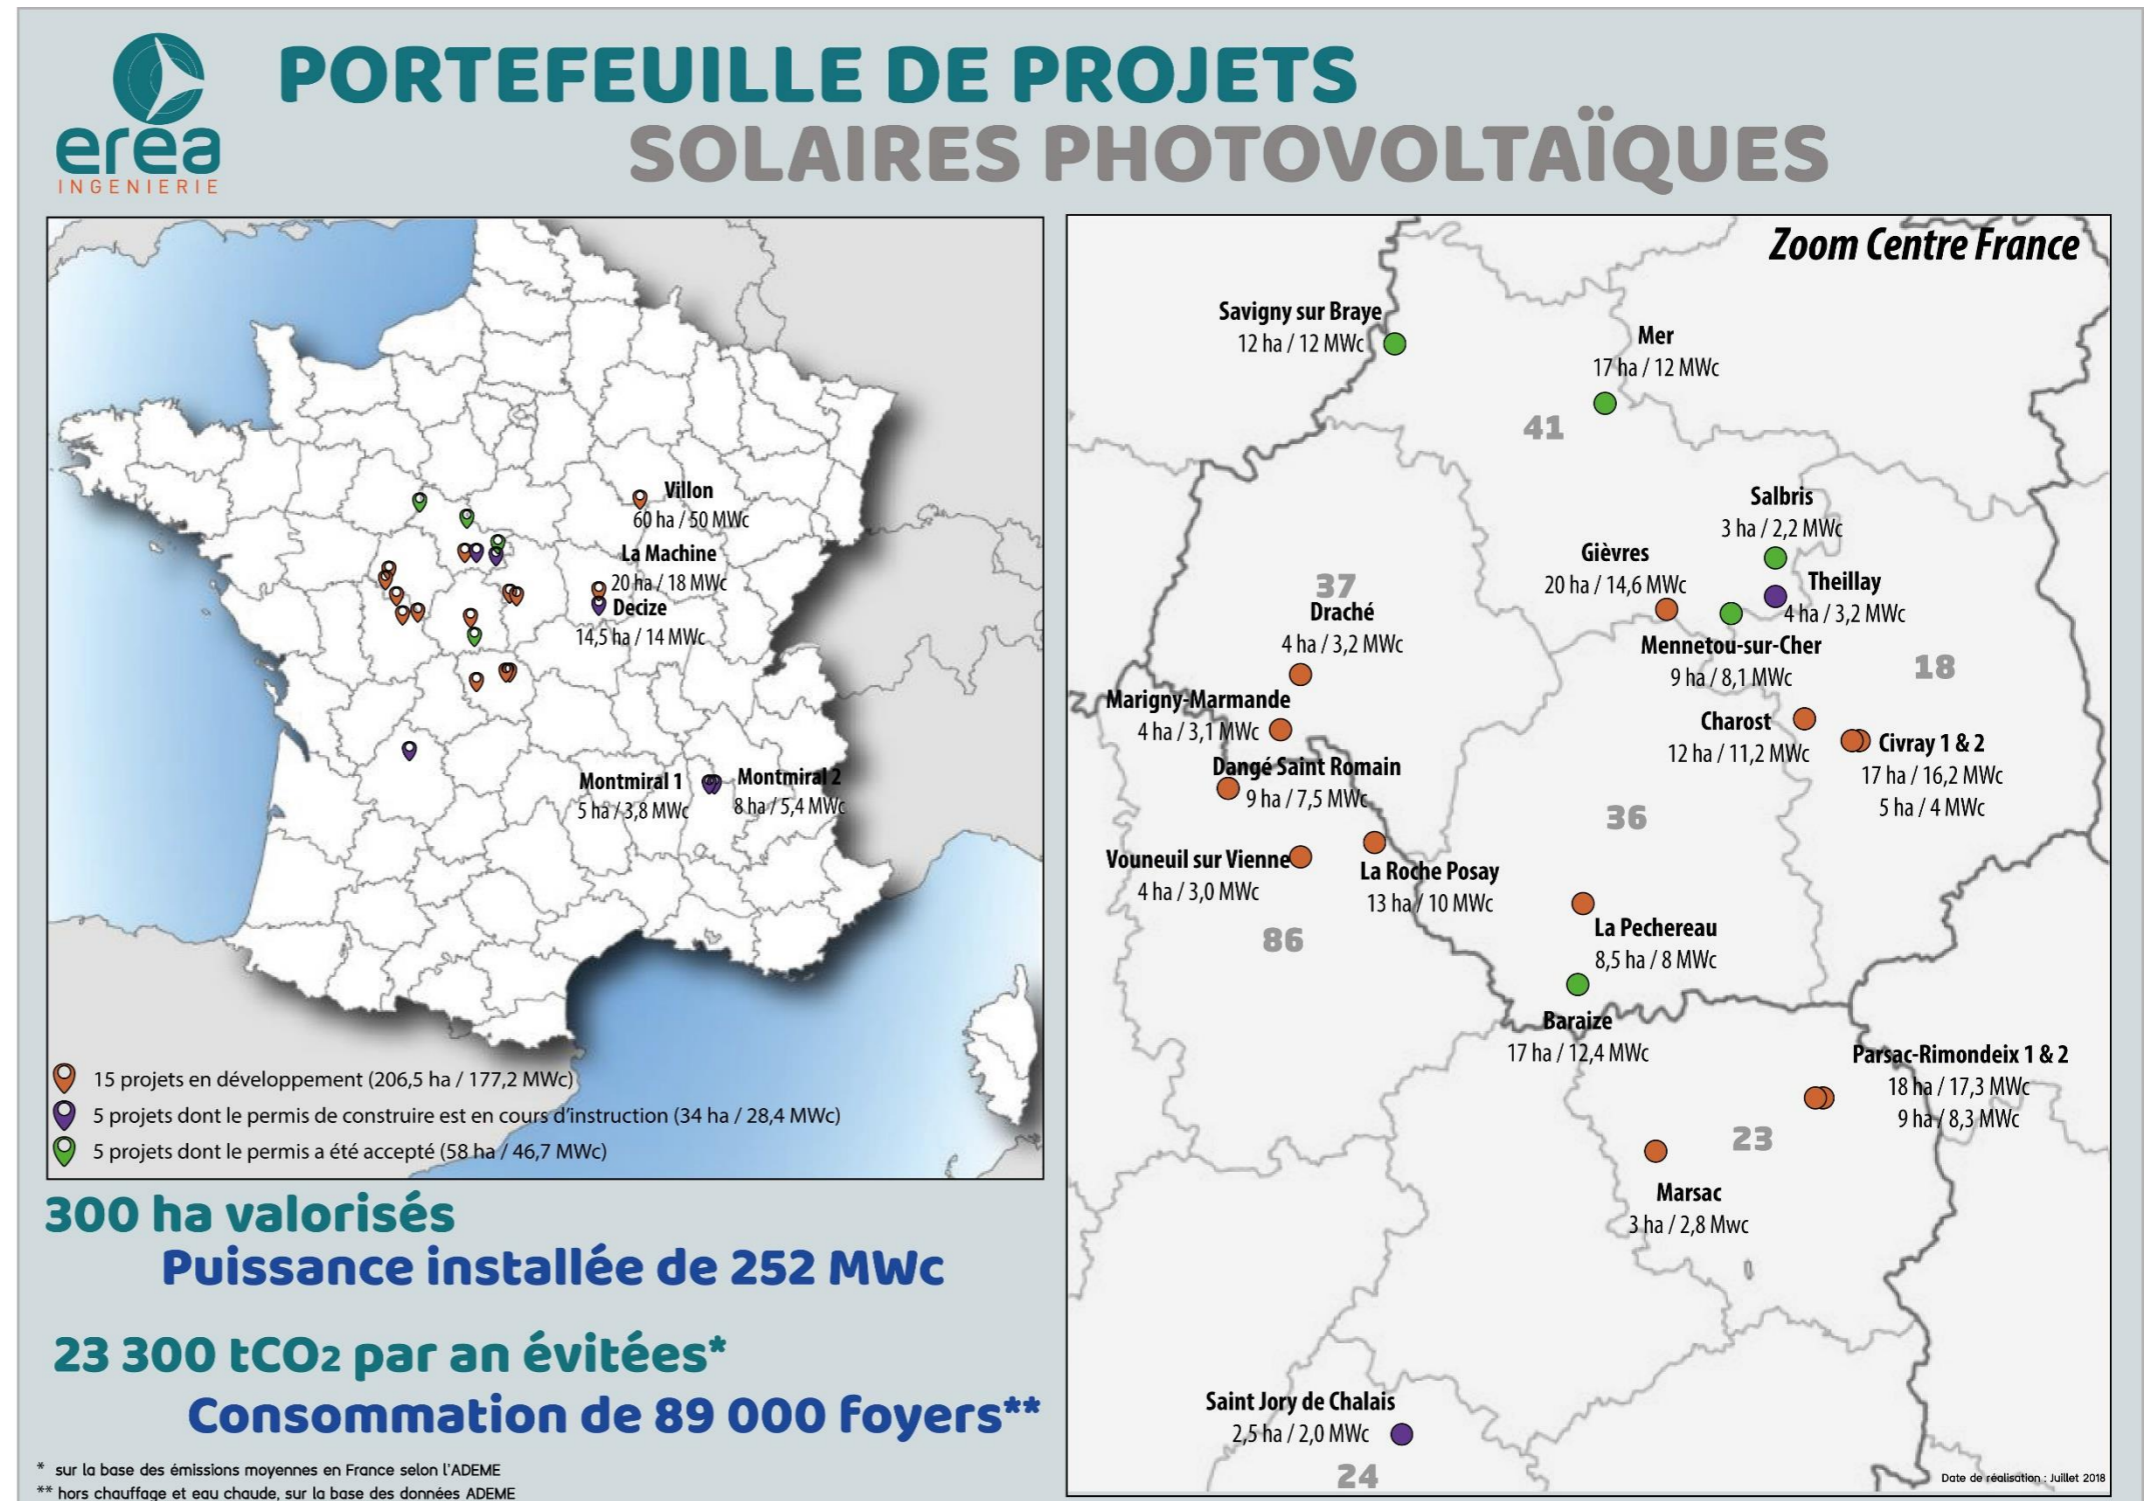 erea
INGENIERIE
PORTEFEUILLE DE PROJETS
SOLAIRES PHOTOVOLTAÏQUES
Villon
60 ha / 50 MWc
La Machine
20 ha / 18 MWc
Decize
14,5 ha / 14 MWc
Montmiral 1
5 ha / 3,8 MWc
Montmiral 2
8 ha / 5,4 MWc
15 projets en développement (206,5 ha / 177,2 MWc)
5 projets dont le permis de construire est en cours d'instruction (34 ha / 28,4 MWc)
5 projets dont le permis a été accepté (58 ha / 46,7 MWc)
300 ha valorisés
Puissance installée de 252 MWc
23 300 tCO2 par an évitées*
Consommation de 89 000 foyers**
* sur la base des émissions moyennes en France selon l'ADEME
** hors chauffage et eau chaude, sur la base des données ADEME
Zoom Centre France
Savigny sur Braye
12 ha / 12 MWc
Mer
17 ha / 12 MWc
41
Salbris
3 ha / 2,2 MWc
Gièvres
20 ha / 14,6 MWc
Theillay
4 ha / 3,2 MWc
37
Draché
4 ha / 3,2 MWc
Mennetou-sur-Cher
9 ha / 8,1 MWc
18
Marigny-Marmande
4 ha / 3,1 MWc
Charost
12 ha / 11,2 MWc
Civray 1 & 2
17 ha / 16,2 MWc
5 ha / 4 MWc
Dangé Saint Romain
9 ha / 7,5 MWc
36
Vouneuil sur Vienne
4 ha / 3,0 MWc
La Roche Posay
13 ha / 10 MWc
86
La Pechereau
8,5 ha / 8 MWc
Baraize
17 ha / 12,4 MWc
Parsac-Rimondeix 1 & 2
18 ha / 17,3 MWc
9 ha / 8,3 MWc
23
Marsac
3 ha / 2,8 Mwc
Saint Jory de Chalais
2,5 ha / 2,0 MWc
24
Date de réalisation : Juillet 2018